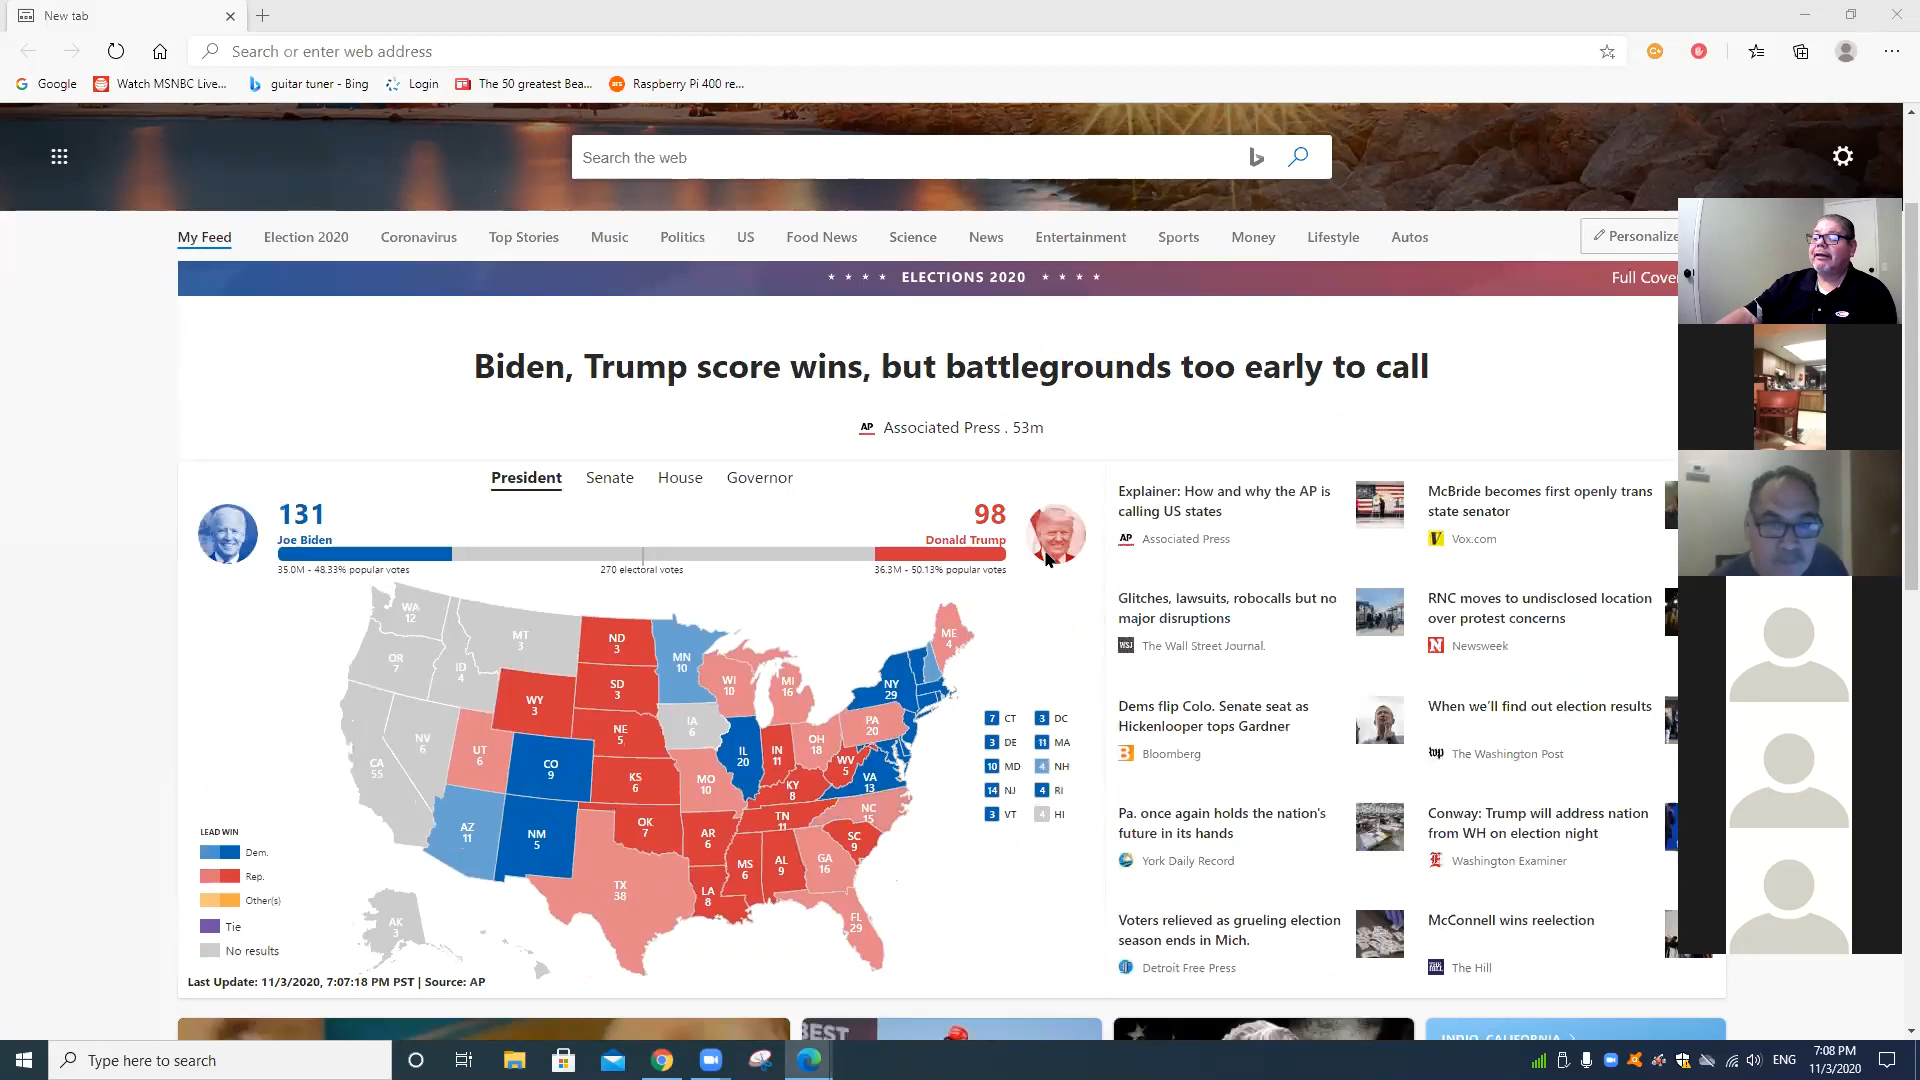 New tab
Search or enter web address
Google
Watch MSNBC Live...
guitar tuner - Bing
Login
The 50 greatest Bea...
Raspberry Pi 400 re...
Search the web
My Feed
Election 2020
Coronavirus
Top Stories
Music
Politics
US
Food News
Science
News
Entertainment
Sports
Money
Lifestyle
Autos
Personalize
ELECTIONS 2020
Full Cover
Biden, Trump score wins, but battlegrounds too early to call
AP Associated Press . 53m
President
Senate
House
Governor
131
Joe Biden
98
Donald Trump
35.0M - 48.33% popular votes
270 electoral votes
36.3M - 50.13% popular votes
WA
12
OR
7
CA
55
NV
6
ID
4
MT
3
WY
3
UT
6
CO
9
AZ
11
NM
5
ND
3
SD
3
NE
5
KS
6
OK
7
TX
38
MN
10
IA
6
MO
10
AR
6
LA
8
WI
10
IL
20
MI
16
IN
11
OH
18
KY
8
TN
11
MS
6
AL
9
GA
16
FL
29
SC
9
NC
15
VA
13
WV
5
PA
20
NY
29
ME
4
AK
3
7 CT
3 DC
3 DE
11 MA
10 MD
4 NH
14 NJ
4 RI
3 VT
4 HI
LEAD WIN
Dem.
Rep.
Other(s)
Tie
No results
Last Update: 11/3/2020, 7:07:18 PM PST | Source: AP
Explainer: How and why the AP is
calling US states
AP Associated Press
McBride becomes first openly trans
state senator
Vox.com
Glitches, lawsuits, robocalls but no
major disruptions
WSJ The Wall Street Journal.
RNC moves to undisclosed location
over protest concerns
N Newsweek
Dems flip Colo. Senate seat as
Hickenlooper tops Gardner
B Bloomberg
When we'll find out election results
wp The Washington Post
Pa. once again holds the nation's
future in its hands
York Daily Record
Conway: Trump will address nation
from WH on election night
E Washington Examiner
Voters relieved as grueling election
season ends in Mich.
Detroit Free Press
McConnell wins reelection
THE HILL The Hill
BEST
INDIO, CALIFORNIA >
Type here to search
ENG
7:08 PM
11/3/2020